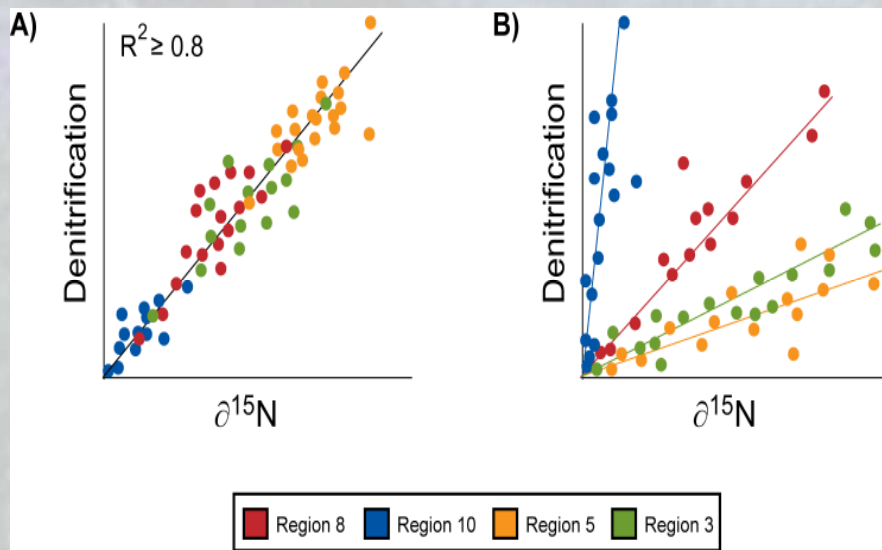 A)
R² ≥ 0.8
Denitrification
∂¹⁵N
B)
Denitrification
∂¹⁵N
Region 8 Region 10 Region 5 Region 3